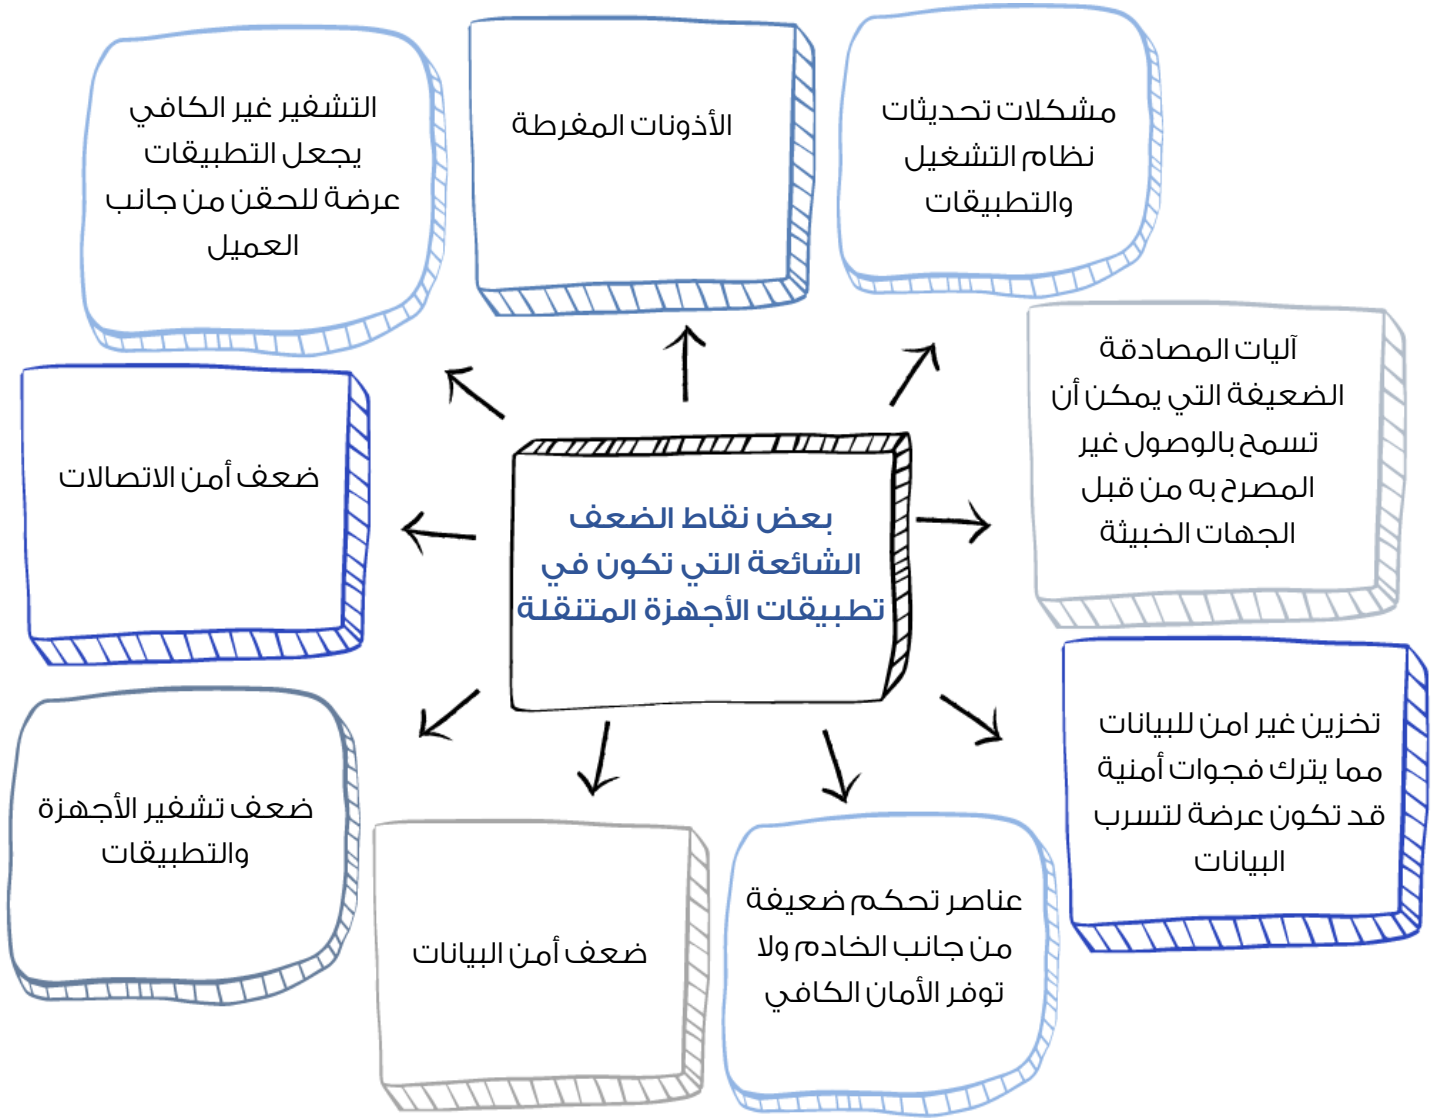 بعض نقاط الضعف
الشائعة التي تكون في
تطبيقات الأجهزة المتنقلة
مشكلات تحديثات
نظام التشغيل
والتطبيقات
الأذونات المفرطة
التشفير غير الكافي
يجعل التطبيقات
عرضة للحقن من جانب
العميل
آليات المصادقة
الضعيفة التي يمكن أن
تسمح بالوصول غير
المصرح به من قبل
الجهات الخبيثة
ضعف أمن الاتصالات
تخزين غير امن للبيانات
مما يترك فجوات أمنية
قد تكون عرضة لتسرب
البيانات
ضعف تشفير الأجهزة
والتطبيقات
عناصر تحكم ضعيفة
من جانب الخادم ولا
توفر الأمان الكافي
ضعف أمن البيانات